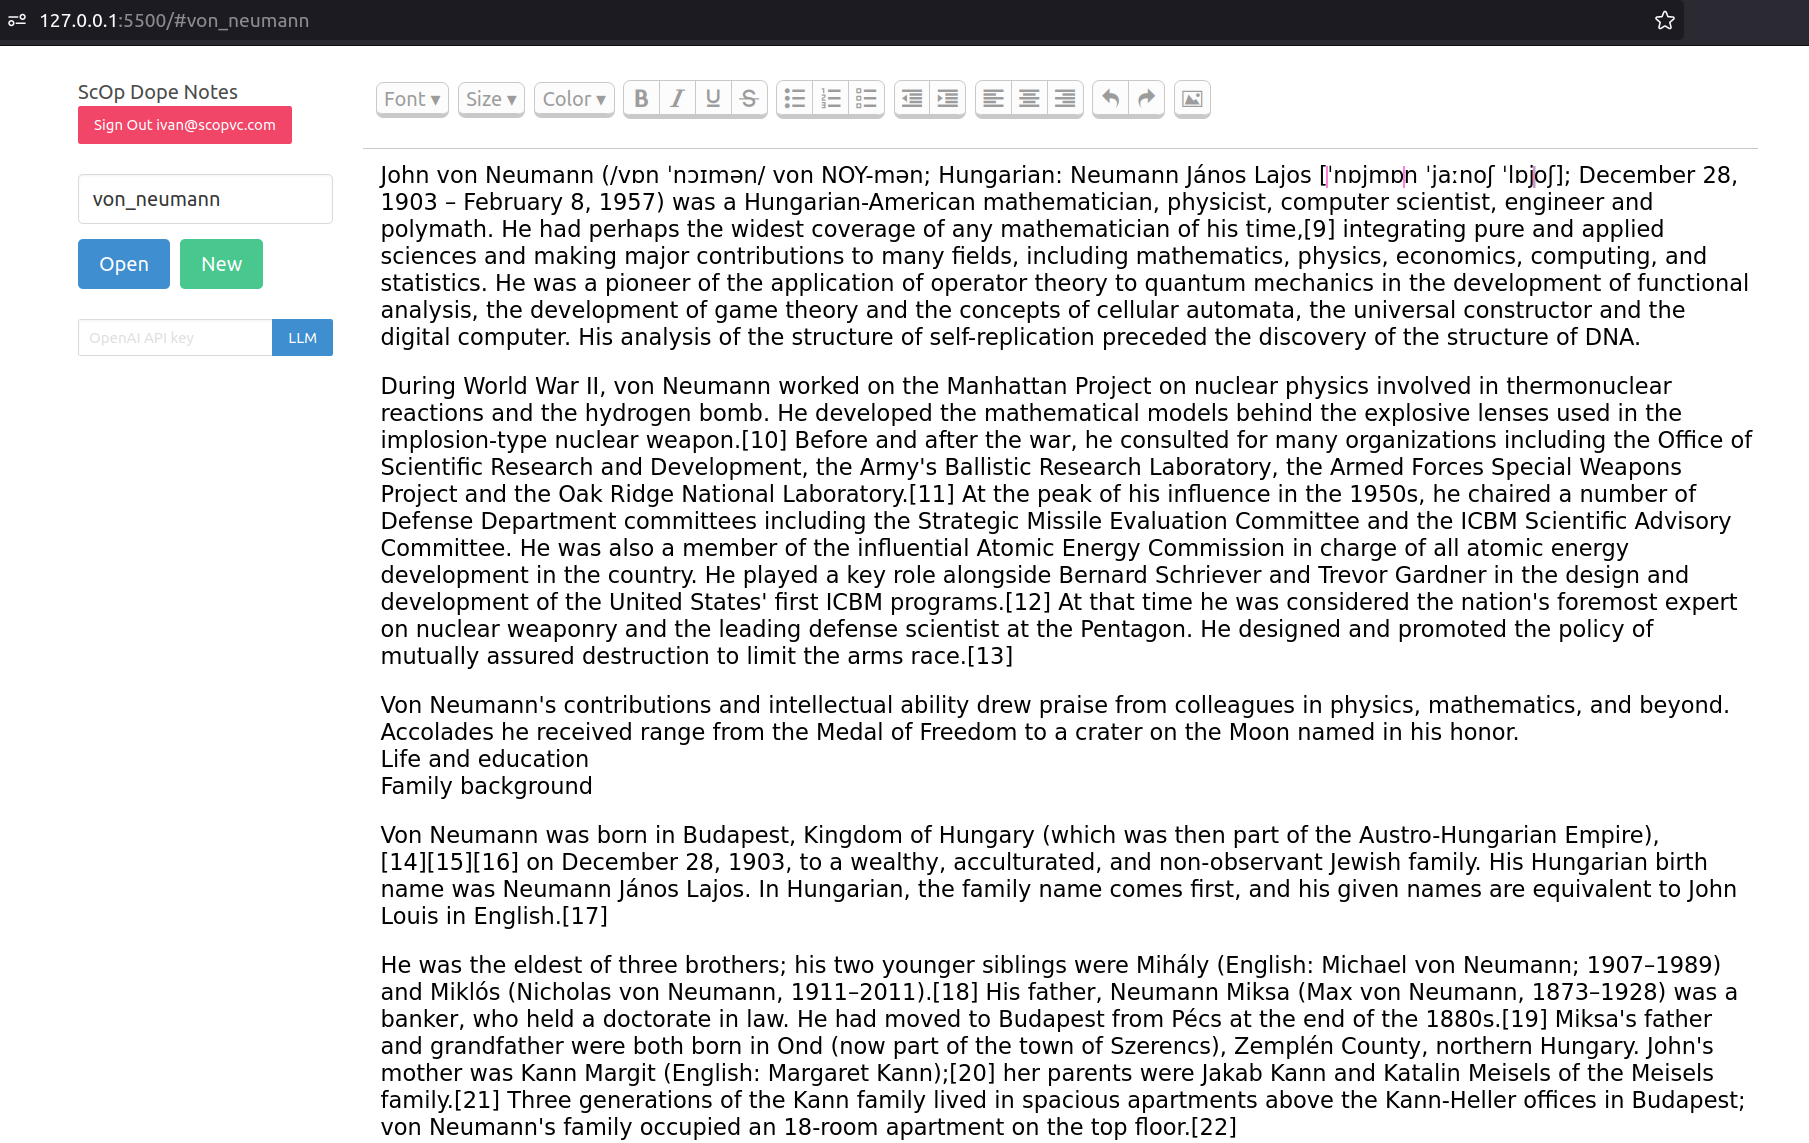 127.0.0.1:5500/#von_neumann
ScOp Dope Notes
Sign Out ivan@scopvc.com
von_neumann
Open New
OpenAI API key LLM
Font ▾ Size ▾ Color ▾ B I U S
John von Neumann (/vɒn ˈnɔɪmən/ von NOY-mən; Hungarian: Neumann János Lajos [ˈnɒjmɒn ˈjaːnoʃ ˈlɒjoʃ]; December 28,
1903 – February 8, 1957) was a Hungarian-American mathematician, physicist, computer scientist, engineer and
polymath. He had perhaps the widest coverage of any mathematician of his time,[9] integrating pure and applied
sciences and making major contributions to many fields, including mathematics, physics, economics, computing, and
statistics. He was a pioneer of the application of operator theory to quantum mechanics in the development of functional
analysis, the development of game theory and the concepts of cellular automata, the universal constructor and the
digital computer. His analysis of the structure of self-replication preceded the discovery of the structure of DNA.
During World War II, von Neumann worked on the Manhattan Project on nuclear physics involved in thermonuclear
reactions and the hydrogen bomb. He developed the mathematical models behind the explosive lenses used in the
implosion-type nuclear weapon.[10] Before and after the war, he consulted for many organizations including the Office of
Scientific Research and Development, the Army's Ballistic Research Laboratory, the Armed Forces Special Weapons
Project and the Oak Ridge National Laboratory.[11] At the peak of his influence in the 1950s, he chaired a number of
Defense Department committees including the Strategic Missile Evaluation Committee and the ICBM Scientific Advisory
Committee. He was also a member of the influential Atomic Energy Commission in charge of all atomic energy
development in the country. He played a key role alongside Bernard Schriever and Trevor Gardner in the design and
development of the United States' first ICBM programs.[12] At that time he was considered the nation's foremost expert
on nuclear weaponry and the leading defense scientist at the Pentagon. He designed and promoted the policy of
mutually assured destruction to limit the arms race.[13]
Von Neumann's contributions and intellectual ability drew praise from colleagues in physics, mathematics, and beyond.
Accolades he received range from the Medal of Freedom to a crater on the Moon named in his honor.
Life and education
Family background
Von Neumann was born in Budapest, Kingdom of Hungary (which was then part of the Austro-Hungarian Empire),
[14][15][16] on December 28, 1903, to a wealthy, acculturated, and non-observant Jewish family. His Hungarian birth
name was Neumann János Lajos. In Hungarian, the family name comes first, and his given names are equivalent to John
Louis in English.[17]
He was the eldest of three brothers; his two younger siblings were Mihály (English: Michael von Neumann; 1907–1989)
and Miklós (Nicholas von Neumann, 1911–2011).[18] His father, Neumann Miksa (Max von Neumann, 1873–1928) was a
banker, who held a doctorate in law. He had moved to Budapest from Pécs at the end of the 1880s.[19] Miksa's father
and grandfather were both born in Ond (now part of the town of Szerencs), Zemplén County, northern Hungary. John's
mother was Kann Margit (English: Margaret Kann);[20] her parents were Jakab Kann and Katalin Meisels of the Meisels
family.[21] Three generations of the Kann family lived in spacious apartments above the Kann-Heller offices in Budapest;
von Neumann's family occupied an 18-room apartment on the top floor.[22]